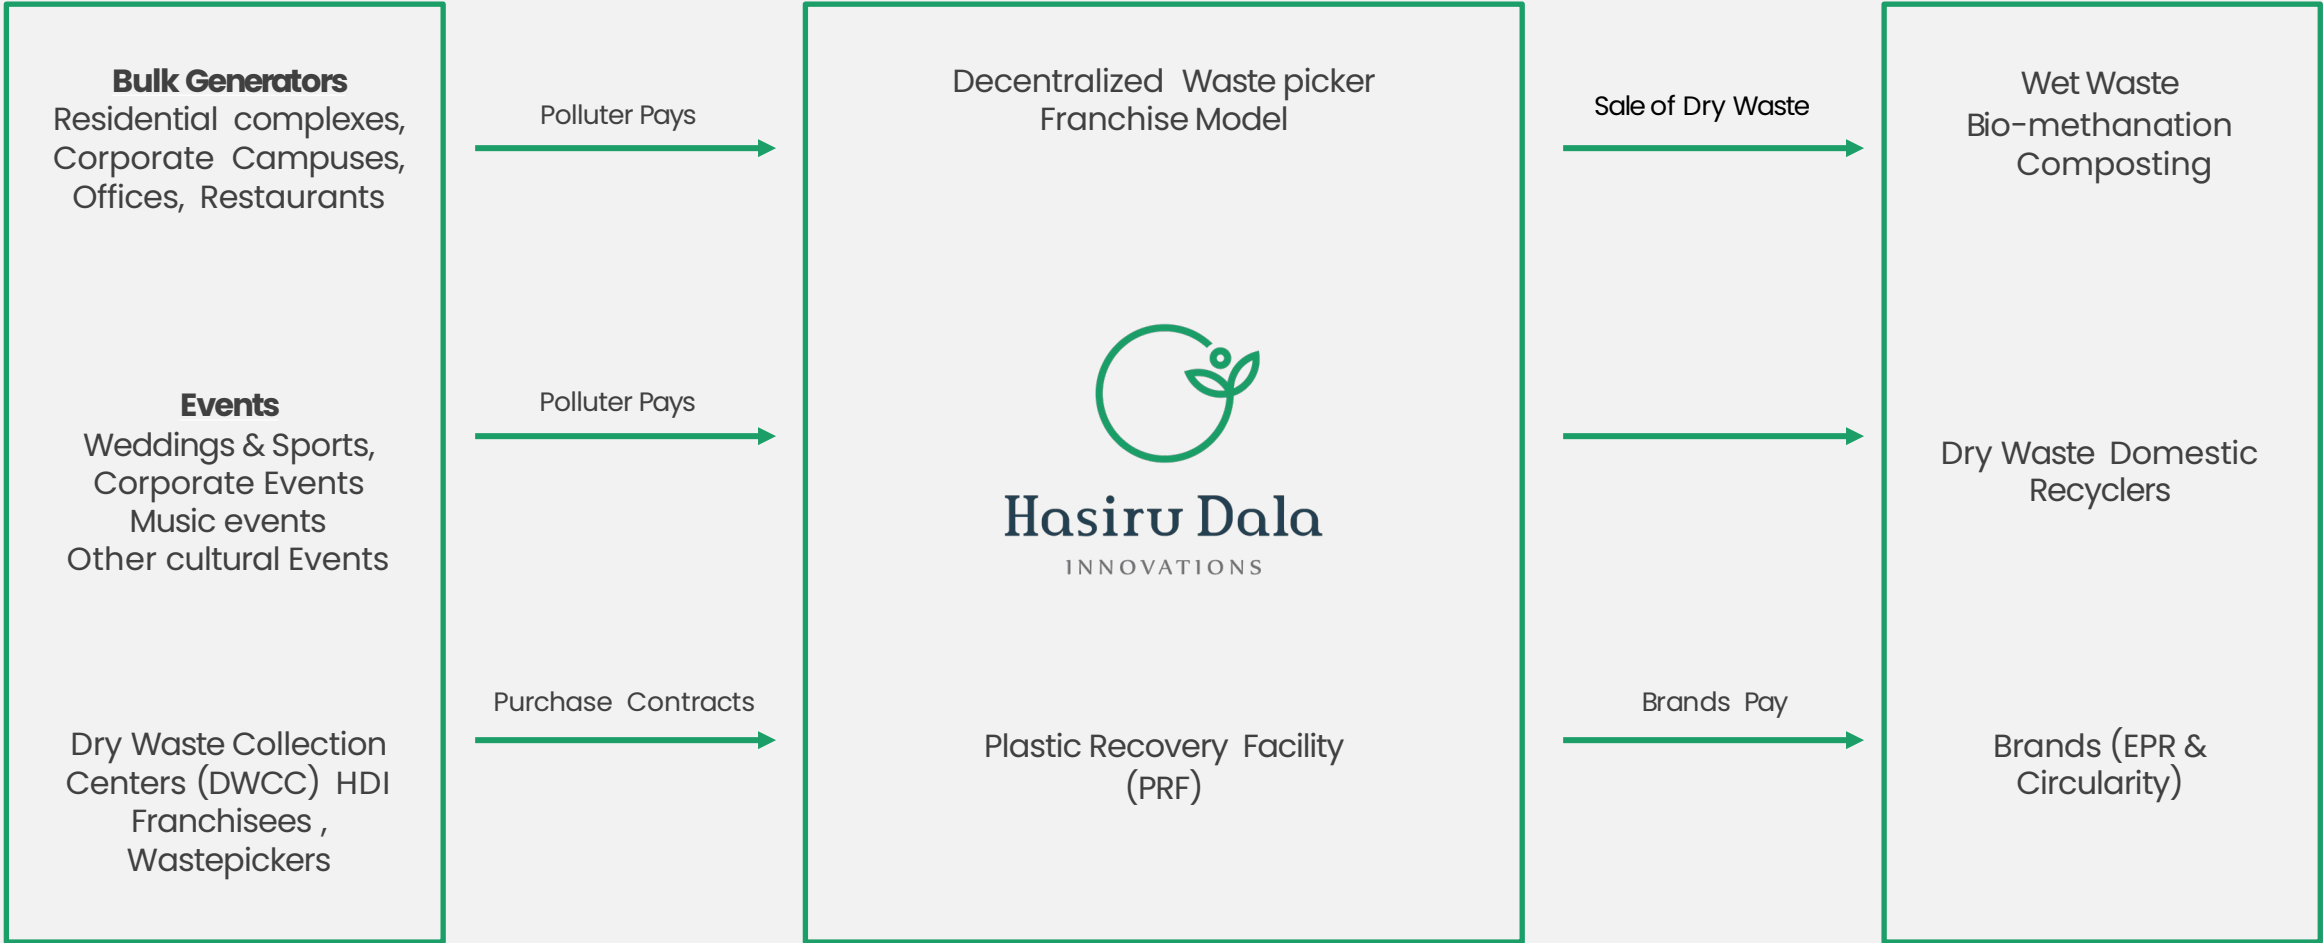 Bulk Generators
Residential complexes,
Corporate Campuses,
Offices, Restaurants
Events
Weddings & Sports,
Corporate Events
Music events
Other cultural Events
Dry Waste Collection
Centers (DWCC) HDI
Franchisees ,
Wastepickers
Polluter Pays
Polluter Pays
Purchase Contracts
Decentralized Waste picker
Franchise Model
Hasiru Dala
INNOVATIONS
Plastic Recovery Facility
(PRF)
Sale of Dry Waste
Brands Pay
Wet Waste
Bio-methanation
Composting
Dry Waste Domestic
Recyclers
Brands (EPR &
Circularity)